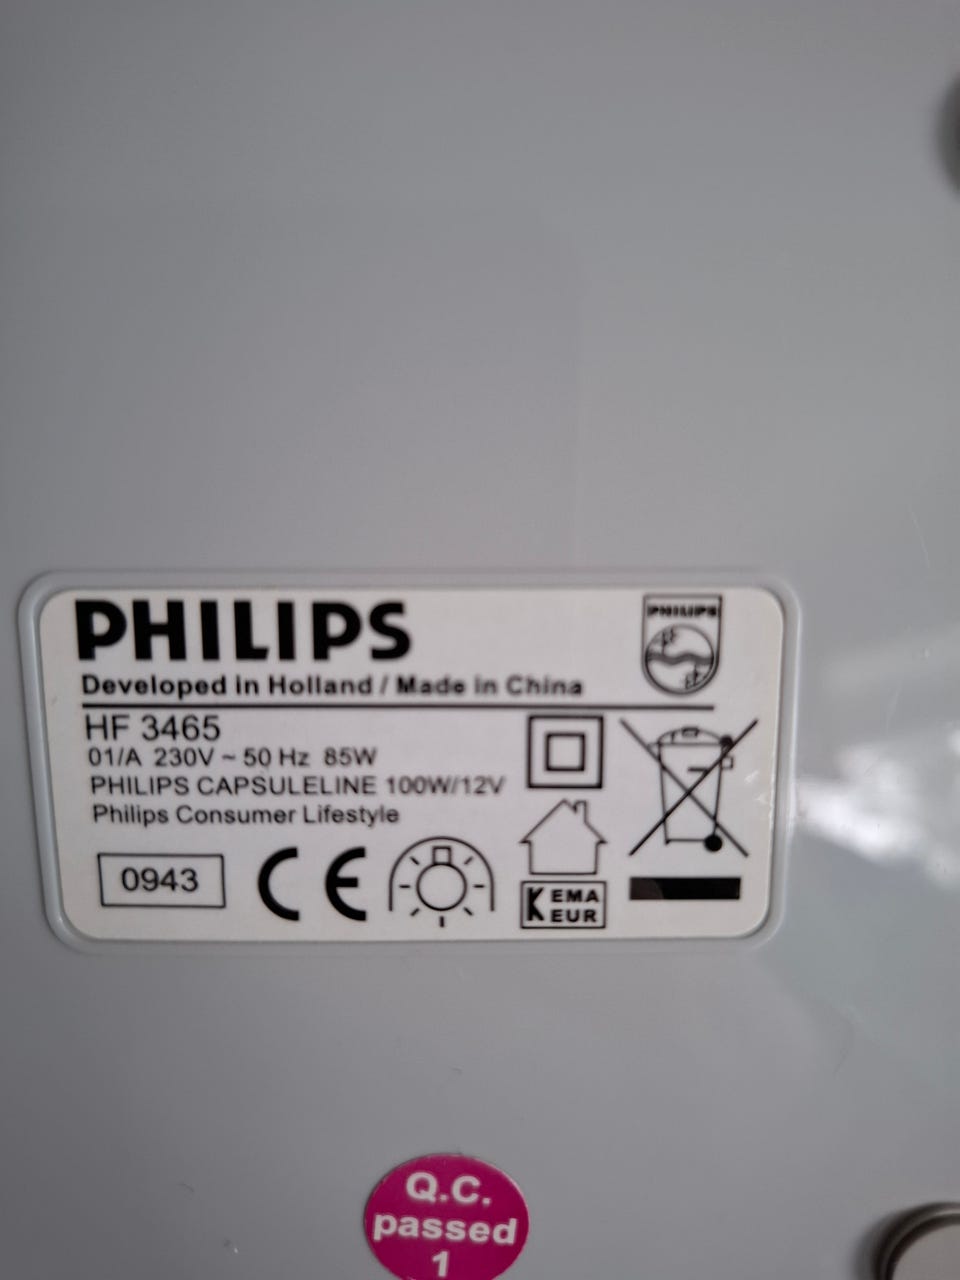 PHILIPS
PHILIPS
Developed in Holland / Made in China
HF 3465
01/A 230V ~ 50 Hz 85W
PHILIPS CAPSULELINE 100W/12V
Philips Consumer Lifestyle
0943
CE
KEMA
EUR
Q.C.
passed
1